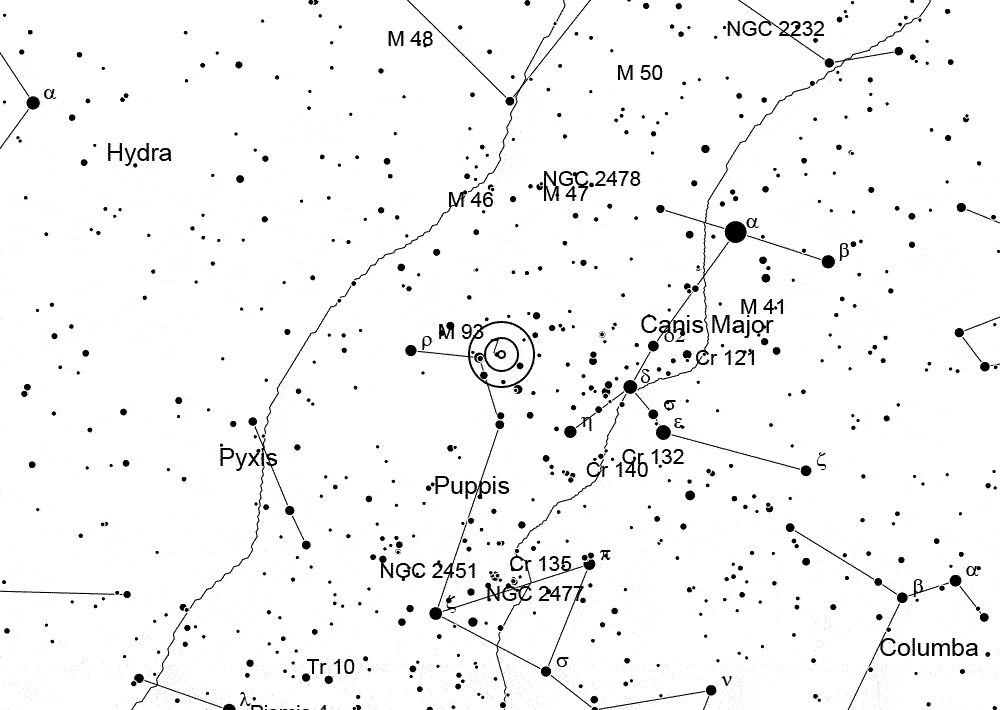 NGC 2232
M 48
M 50
α
Hydra
NGC 2478
M 47
M 46
α
β
M 41
Canis Major
M 93
ρ
δ2
Cr 121
δ
σ
η
ε
Pyxis
Cr 132
ζ
Cr 140
Puppis
π
Cr 135
NGC 2451
α
β
NGC 2477
ζ
Columba
σ
Tr 10
ν
λ